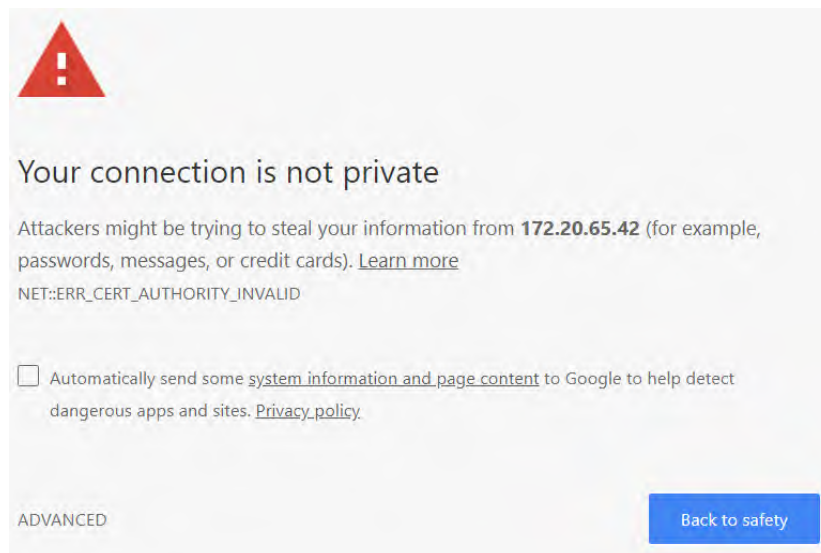 Your connection is not private
Attackers might be trying to steal your information from 172.20.65.42 (for example,
passwords, messages, or credit cards). Learn more
NET::ERR_CERT_AUTHORITY_INVALID
Automatically send some system information and page content to Google to help detect
dangerous apps and sites. Privacy policy
ADVANCED
Back to safety